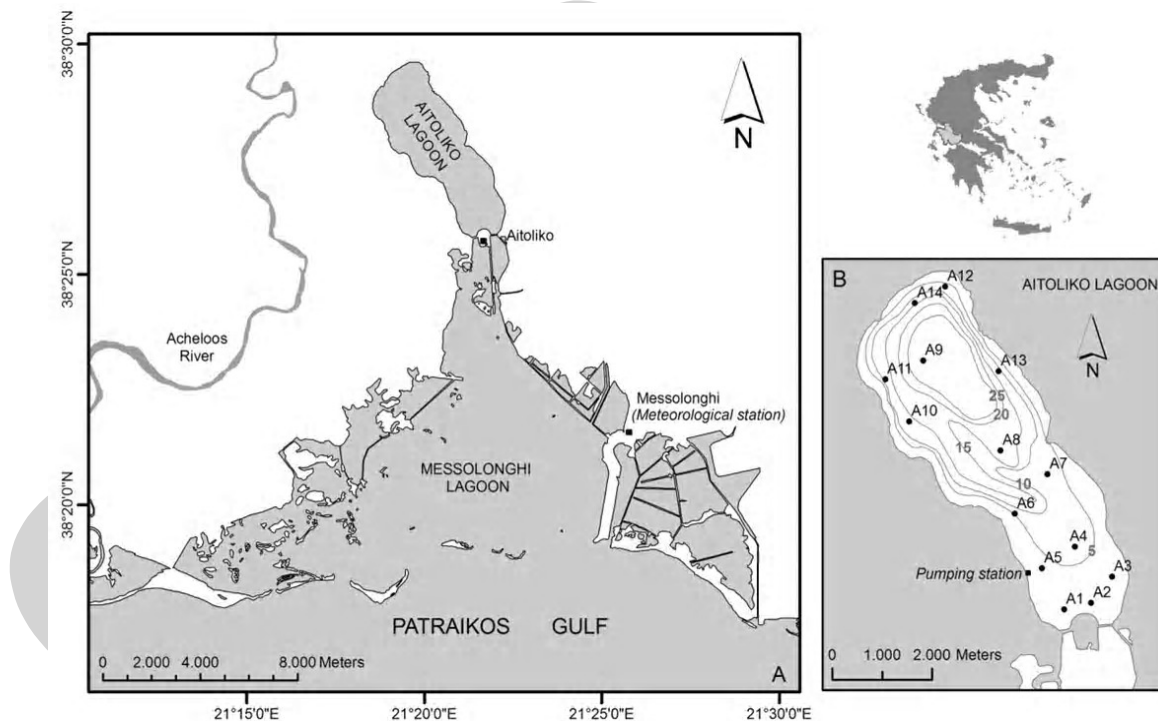 38°30'0"N
38°25'0"N
38°20'0"N
AITOLIKO
LAGOON
N
Aitoliko
Acheloos
River
Messolonghi
(Meteorological station)
MESSOLONGHI
LAGOON
PATRAIKOS GULF
0 2.000 4.000 8.000 Meters
A
21°15'0"E 21°20'0"E 21°25'0"E 21°30'0"E
B
AITOLIKO LAGOON
A12
A14
N
A9
A13
A11
25
20
A10
15
A8
A7
10
A6
A4
5
A5
A3
Pumping station
A2
A1
0 1.000 2.000 Meters